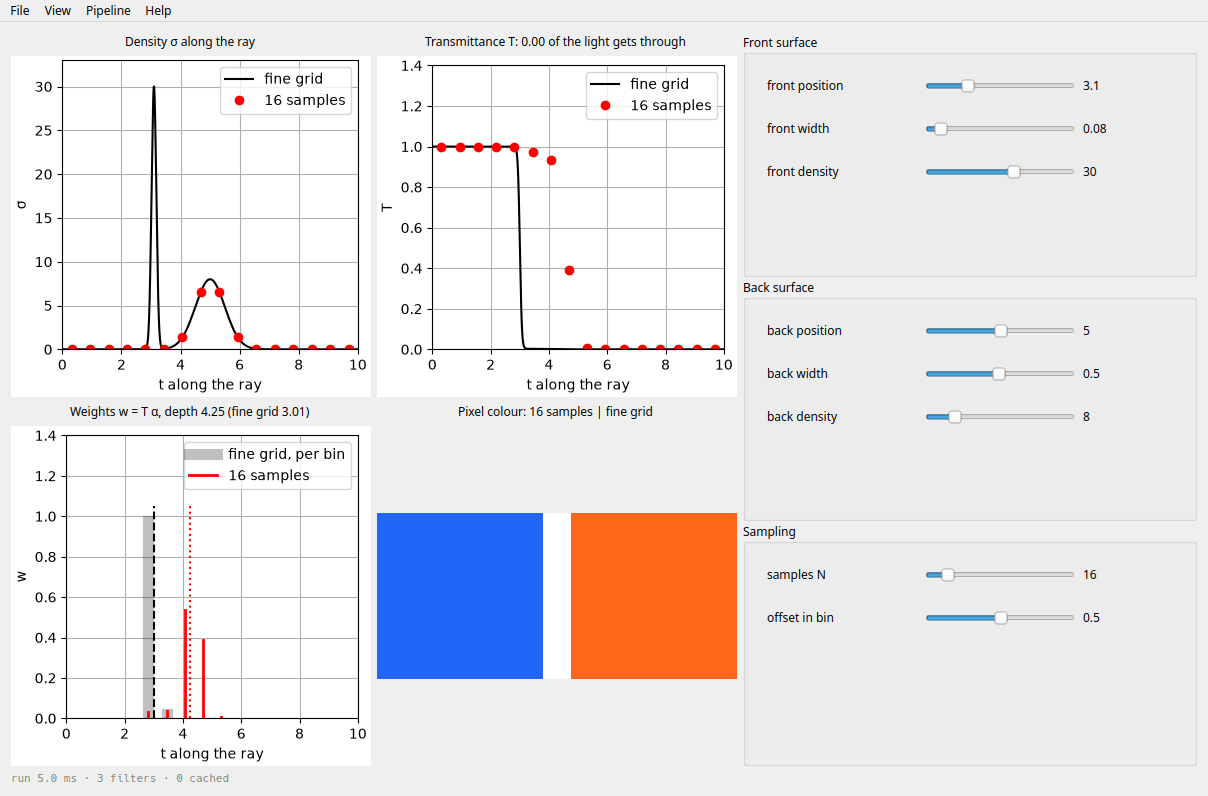 File View Pipeline Help
Density σ along the ray
fine grid
16 samples
30
25
20
15
10
5
0
σ
0 2 4 6 8 10
t along the ray
Transmittance T: 0.00 of the light gets through
fine grid
16 samples
1.4
1.2
1.0
0.8
0.6
0.4
0.2
0.0
T
0 2 4 6 8 10
t along the ray
Weights w = T α, depth 4.25 (fine grid 3.01)
fine grid, per bin
16 samples
1.4
1.2
1.0
0.8
0.6
0.4
0.2
0.0
w
0 2 4 6 8 10
t along the ray
Pixel colour: 16 samples | fine grid
Front surface
front position 3.1
front width 0.08
front density 30
Back surface
back position 5
back width 0.5
back density 8
Sampling
samples N 16
offset in bin 0.5
run 5.0 ms · 3 filters · 0 cached